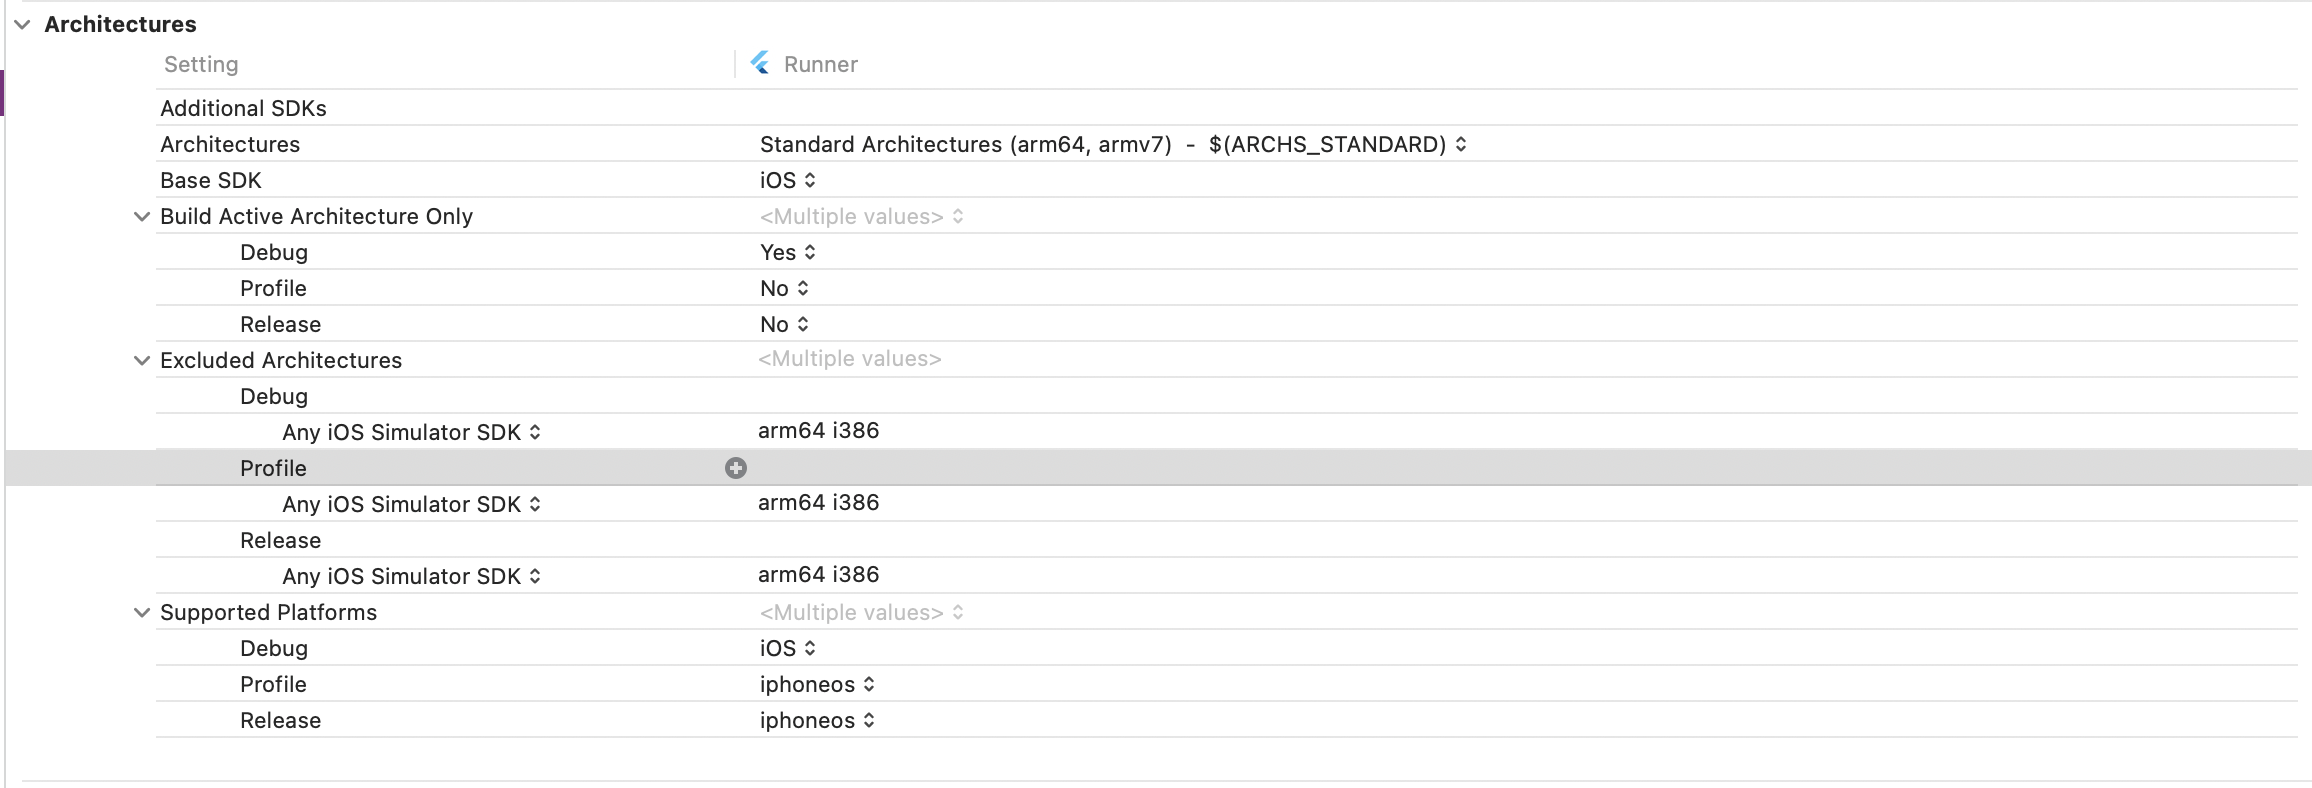 Architectures
Setting Runner
Additional SDKs
Architectures Standard Architectures (arm64, armv7) - $(ARCHS_STANDARD)
Base SDK iOS
Build Active Architecture Only <Multiple values>
Debug Yes
Profile No
Release No
Excluded Architectures <Multiple values>
Debug
Any iOS Simulator SDK arm64 i386
Profile
Any iOS Simulator SDK arm64 i386
Release
Any iOS Simulator SDK arm64 i386
Supported Platforms <Multiple values>
Debug iOS
Profile iphoneos
Release iphoneos